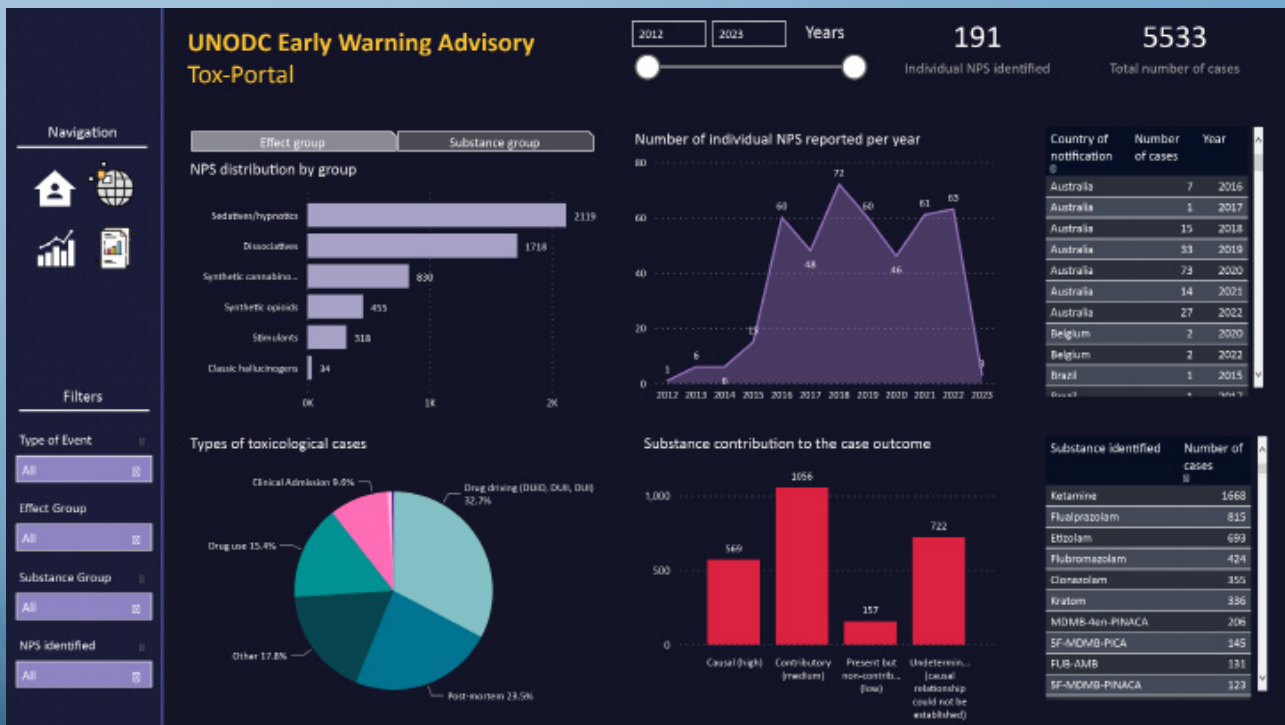 UNODC Early Warning Advisory
Tox-Portal
2012
2023
Years
191
Individual NPS identified
5533
Total number of cases
Navigation
Effect group
Substance group
NPS distribution by group
Sedatives/hypnotics
2119
Dissociatives
1718
Synthetic cannabino...
830
Synthetic opioids
455
Stimulants
318
Classic hallucinogens
34
0K
1K
2K
Number of individual NPS reported per year
80
60
40
20
0
1
6
6
15
60
48
72
60
46
61
63
3
2012 2013 2014 2015 2016 2017 2018 2019 2020 2021 2022 2023
Country of notification Number of cases Year
Australia 7 2016
Australia 1 2017
Australia 15 2018
Australia 33 2019
Australia 73 2020
Australia 14 2021
Australia 27 2022
Belgium 2 2020
Belgium 2 2022
Brazil 1 2015
Brazil 1 2017
Filters
Type of Event
All
Effect Group
All
Substance Group
All
NPS identified
All
Types of toxicological cases
Clinical Admission 9.6%
Drug driving (DUID, DUII, DUI)
32.7%
Drug use 15.4%
Other 17.8%
Post-mortem 23.5%
Substance contribution to the case outcome
1,000
500
0
569
1056
157
722
Causal (high)
Contributory
(medium)
Present but
non-contrib...
(low)
Undetermin...
(causal
relationship
could not be
established)
Substance identified Number of cases
Ketamine 1668
Flualprazolam 815
Etizolam 693
Flubromazolam 424
Clonazolam 355
Kratom 336
MDMB-4en-PINACA 206
5F-MDMB-PICA 145
FUB-AMB 131
5F-MDMB-PINACA 123